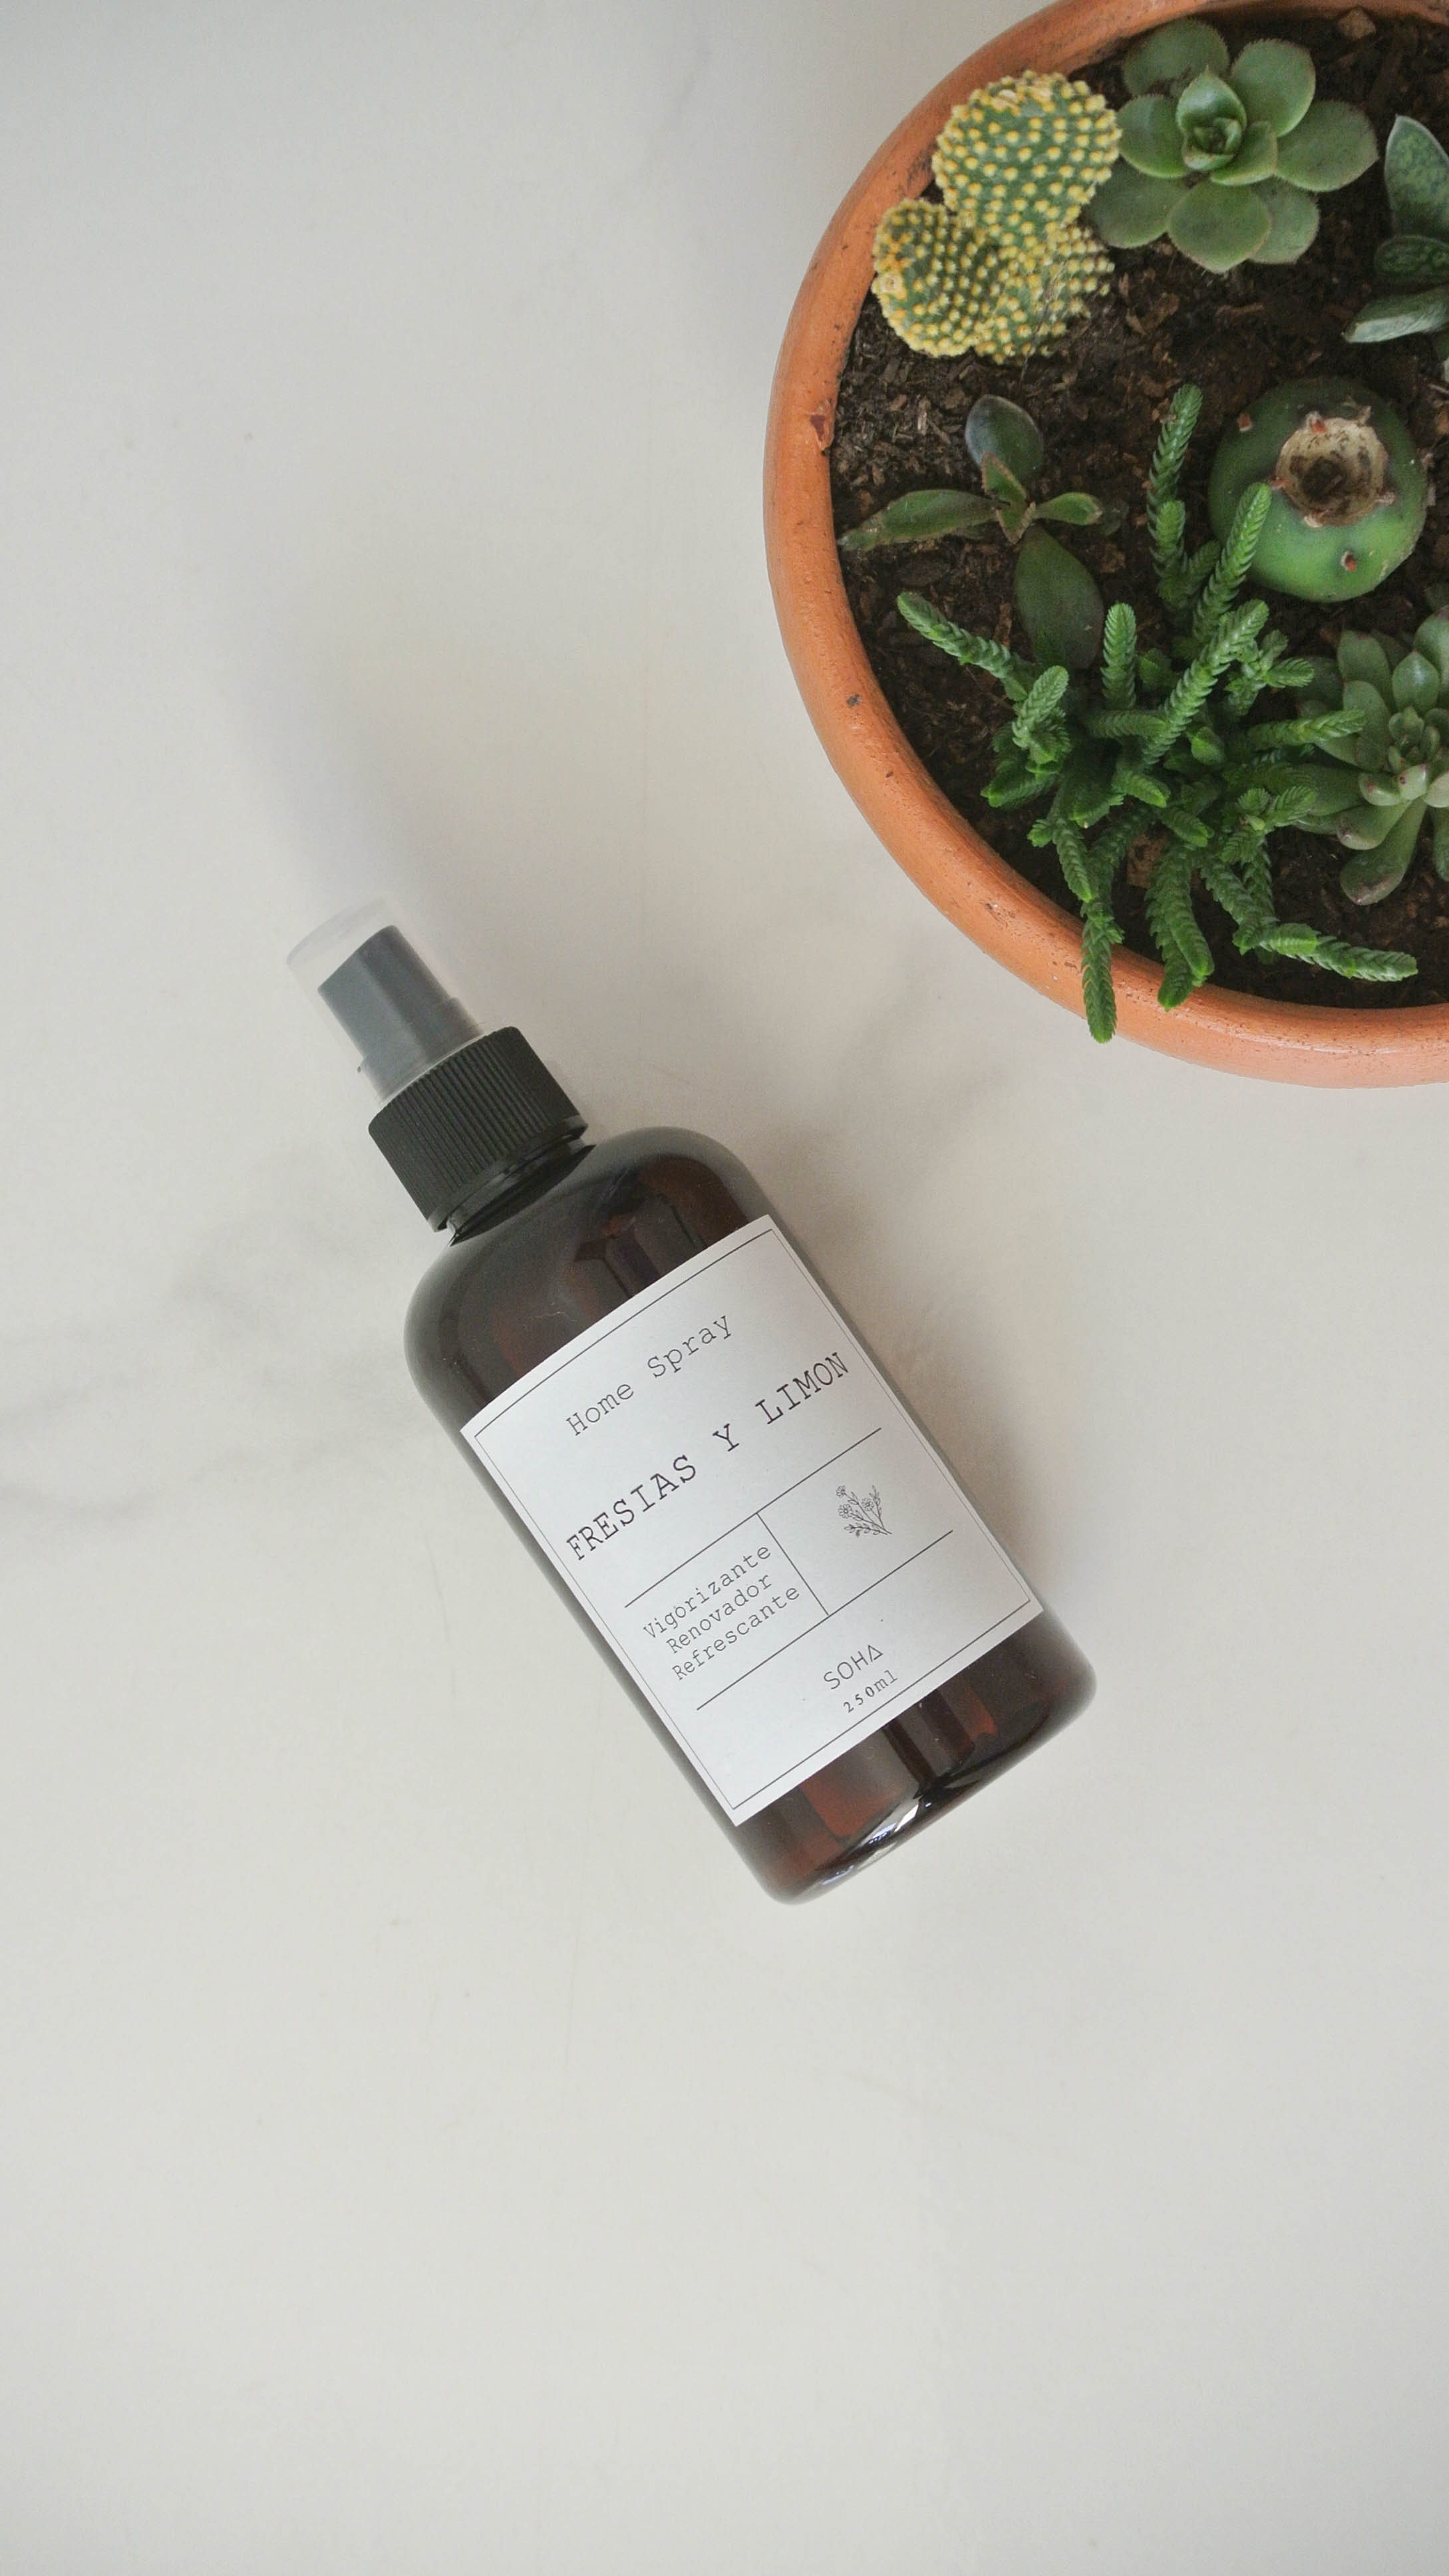 Home Spray
FRESIAS Y LIMON
Vigorizante
Renovador
Refrescante
SOHA
250ml